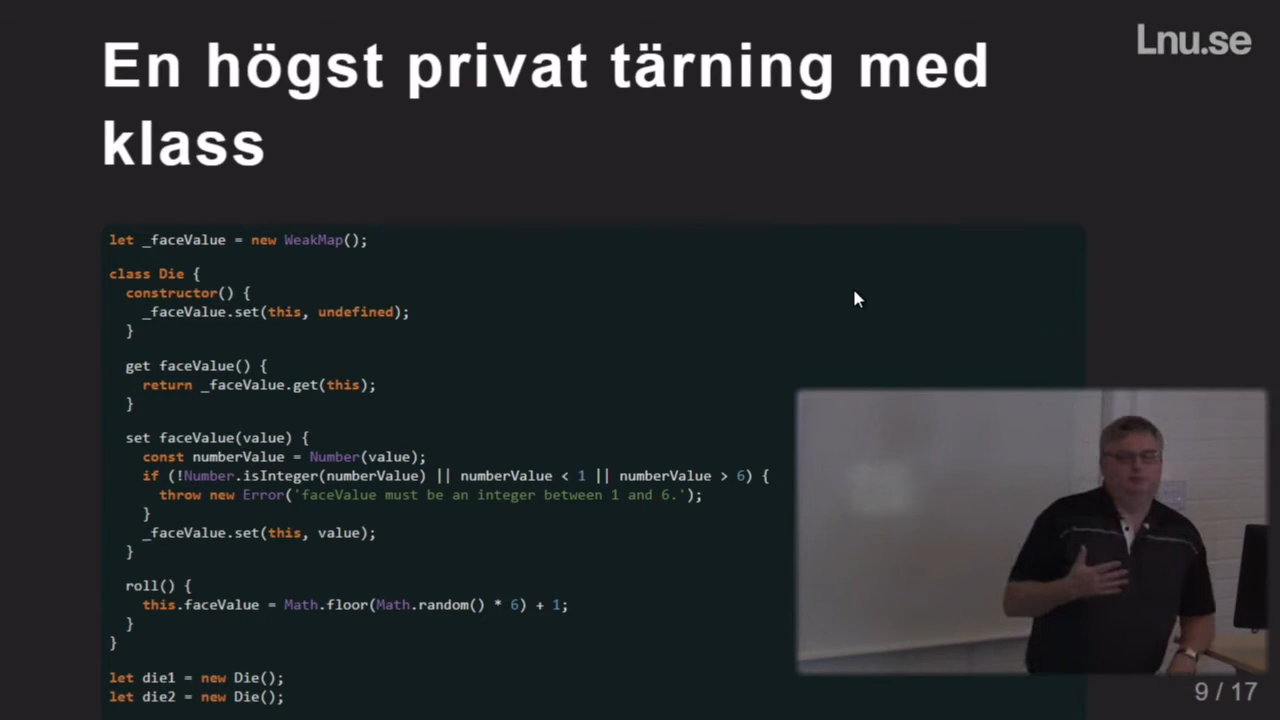 Lnu.se
En högst privat tärning med
klass
let _faceValue = new WeakMap();
class Die {
constructor() {
_faceValue.set(this, undefined);
}
get faceValue() {
return _faceValue.get(this);
}
set faceValue(value) {
const numberValue = Number(value);
if (!Number.isInteger(numberValue) || numberValue < 1 || numberValue > 6) {
throw new Error('faceValue must be an integer between 1 and 6.');
}
_faceValue.set(this, value);
}
roll() {
this.faceValue = Math.floor(Math.random() * 6) + 1;
}
}
let die1 = new Die();
let die2 = new Die();
9 / 17